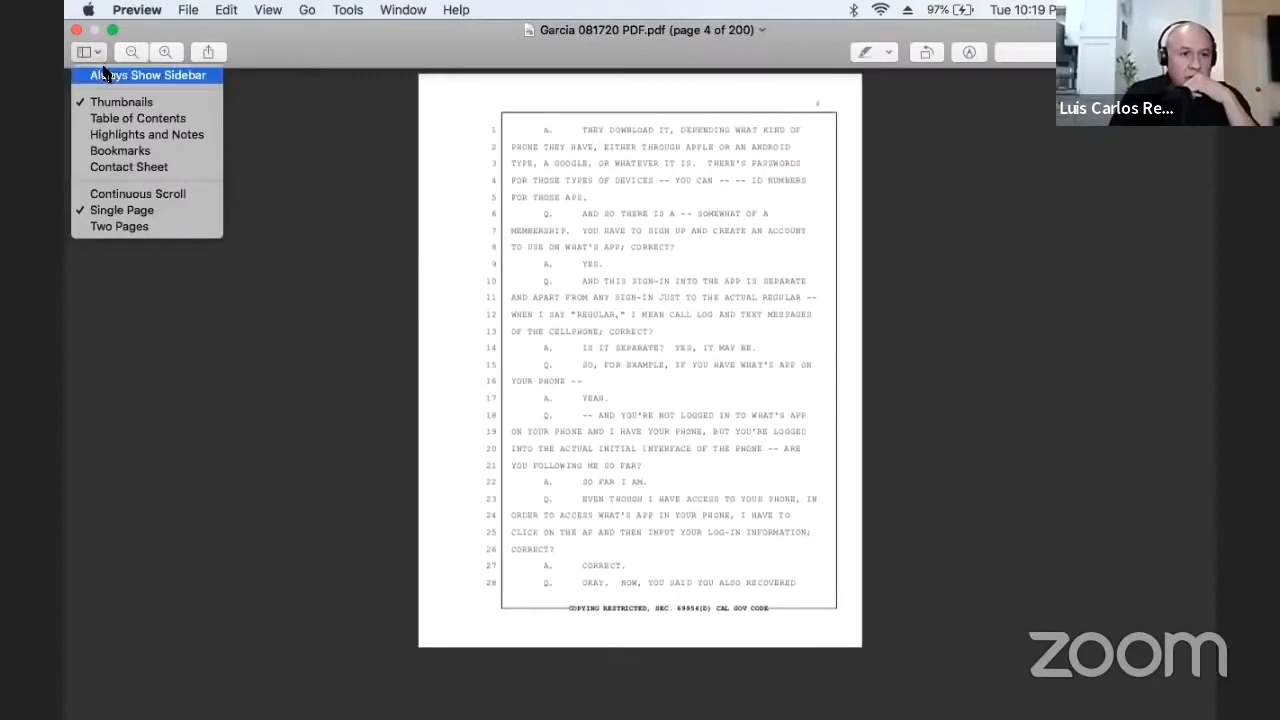 Preview File Edit View Go Tools Window Help 97% Tue 10:19 P
Garcia 081720 PDF.pdf (page 4 of 200)
Always Show Sidebar
Thumbnails
Table of Contents
Highlights and Notes
Bookmarks
Contact Sheet
Continuous Scroll
Single Page
Two Pages
Luis Carlos Re...
1 A. THEY DOWNLOAD IT, DEPENDING WHAT KIND OF
2 PHONE THEY HAVE, EITHER THROUGH APPLE OR AN ANDROID
3 TYPE, A GOOGLE, OR WHATEVER IT IS. THERE'S PASSWORDS
4 FOR THOSE TYPES OF DEVICES -- YOU CAN -- -- ID NUMBERS
5 FOR THOSE APS.
6 Q. AND SO THERE IS A -- SOMEWHAT OF A
7 MEMBERSHIP. YOU HAVE TO SIGN UP AND CREATE AN ACCOUNT
8 TO USE ON WHAT'S APP; CORRECT?
9 A. YES.
10 Q. AND THIS SIGN-IN INTO THE APP IS SEPARATE
11 AND APART FROM ANY SIGN-IN JUST TO THE ACTUAL REGULAR --
12 WHEN I SAY "REGULAR," I MEAN CALL LOG AND TEXT MESSAGES
13 OF THE CELLPHONE; CORRECT?
14 A. IS IT SEPARATE? YES, IT MAY BE.
15 Q. SO, FOR EXAMPLE, IF YOU HAVE WHAT'S APP ON
16 YOUR PHONE --
17 A. YEAH.
18 Q. -- AND YOU'RE NOT LOGGED IN TO WHAT'S APP
19 ON YOUR PHONE AND I HAVE YOUR PHONE, BUT YOU'RE LOGGED
20 INTO THE ACTUAL INITIAL INTERFACE OF THE PHONE -- ARE
21 YOU FOLLOWING ME SO FAR?
22 A. SO FAR I AM.
23 Q. EVEN THOUGH I HAVE ACCESS TO YOUR PHONE, IN
24 ORDER TO ACCESS WHAT'S APP IN YOUR PHONE, I HAVE TO
25 CLICK ON THE AP AND THEN INPUT YOUR LOG-IN INFORMATION;
26 CORRECT?
27 A. CORRECT.
28 Q. OKAY. NOW, YOU SAID YOU ALSO RECOVERED
COPYING RESTRICTED, SEC. 69954(D) CAL GOV CODE
zoom